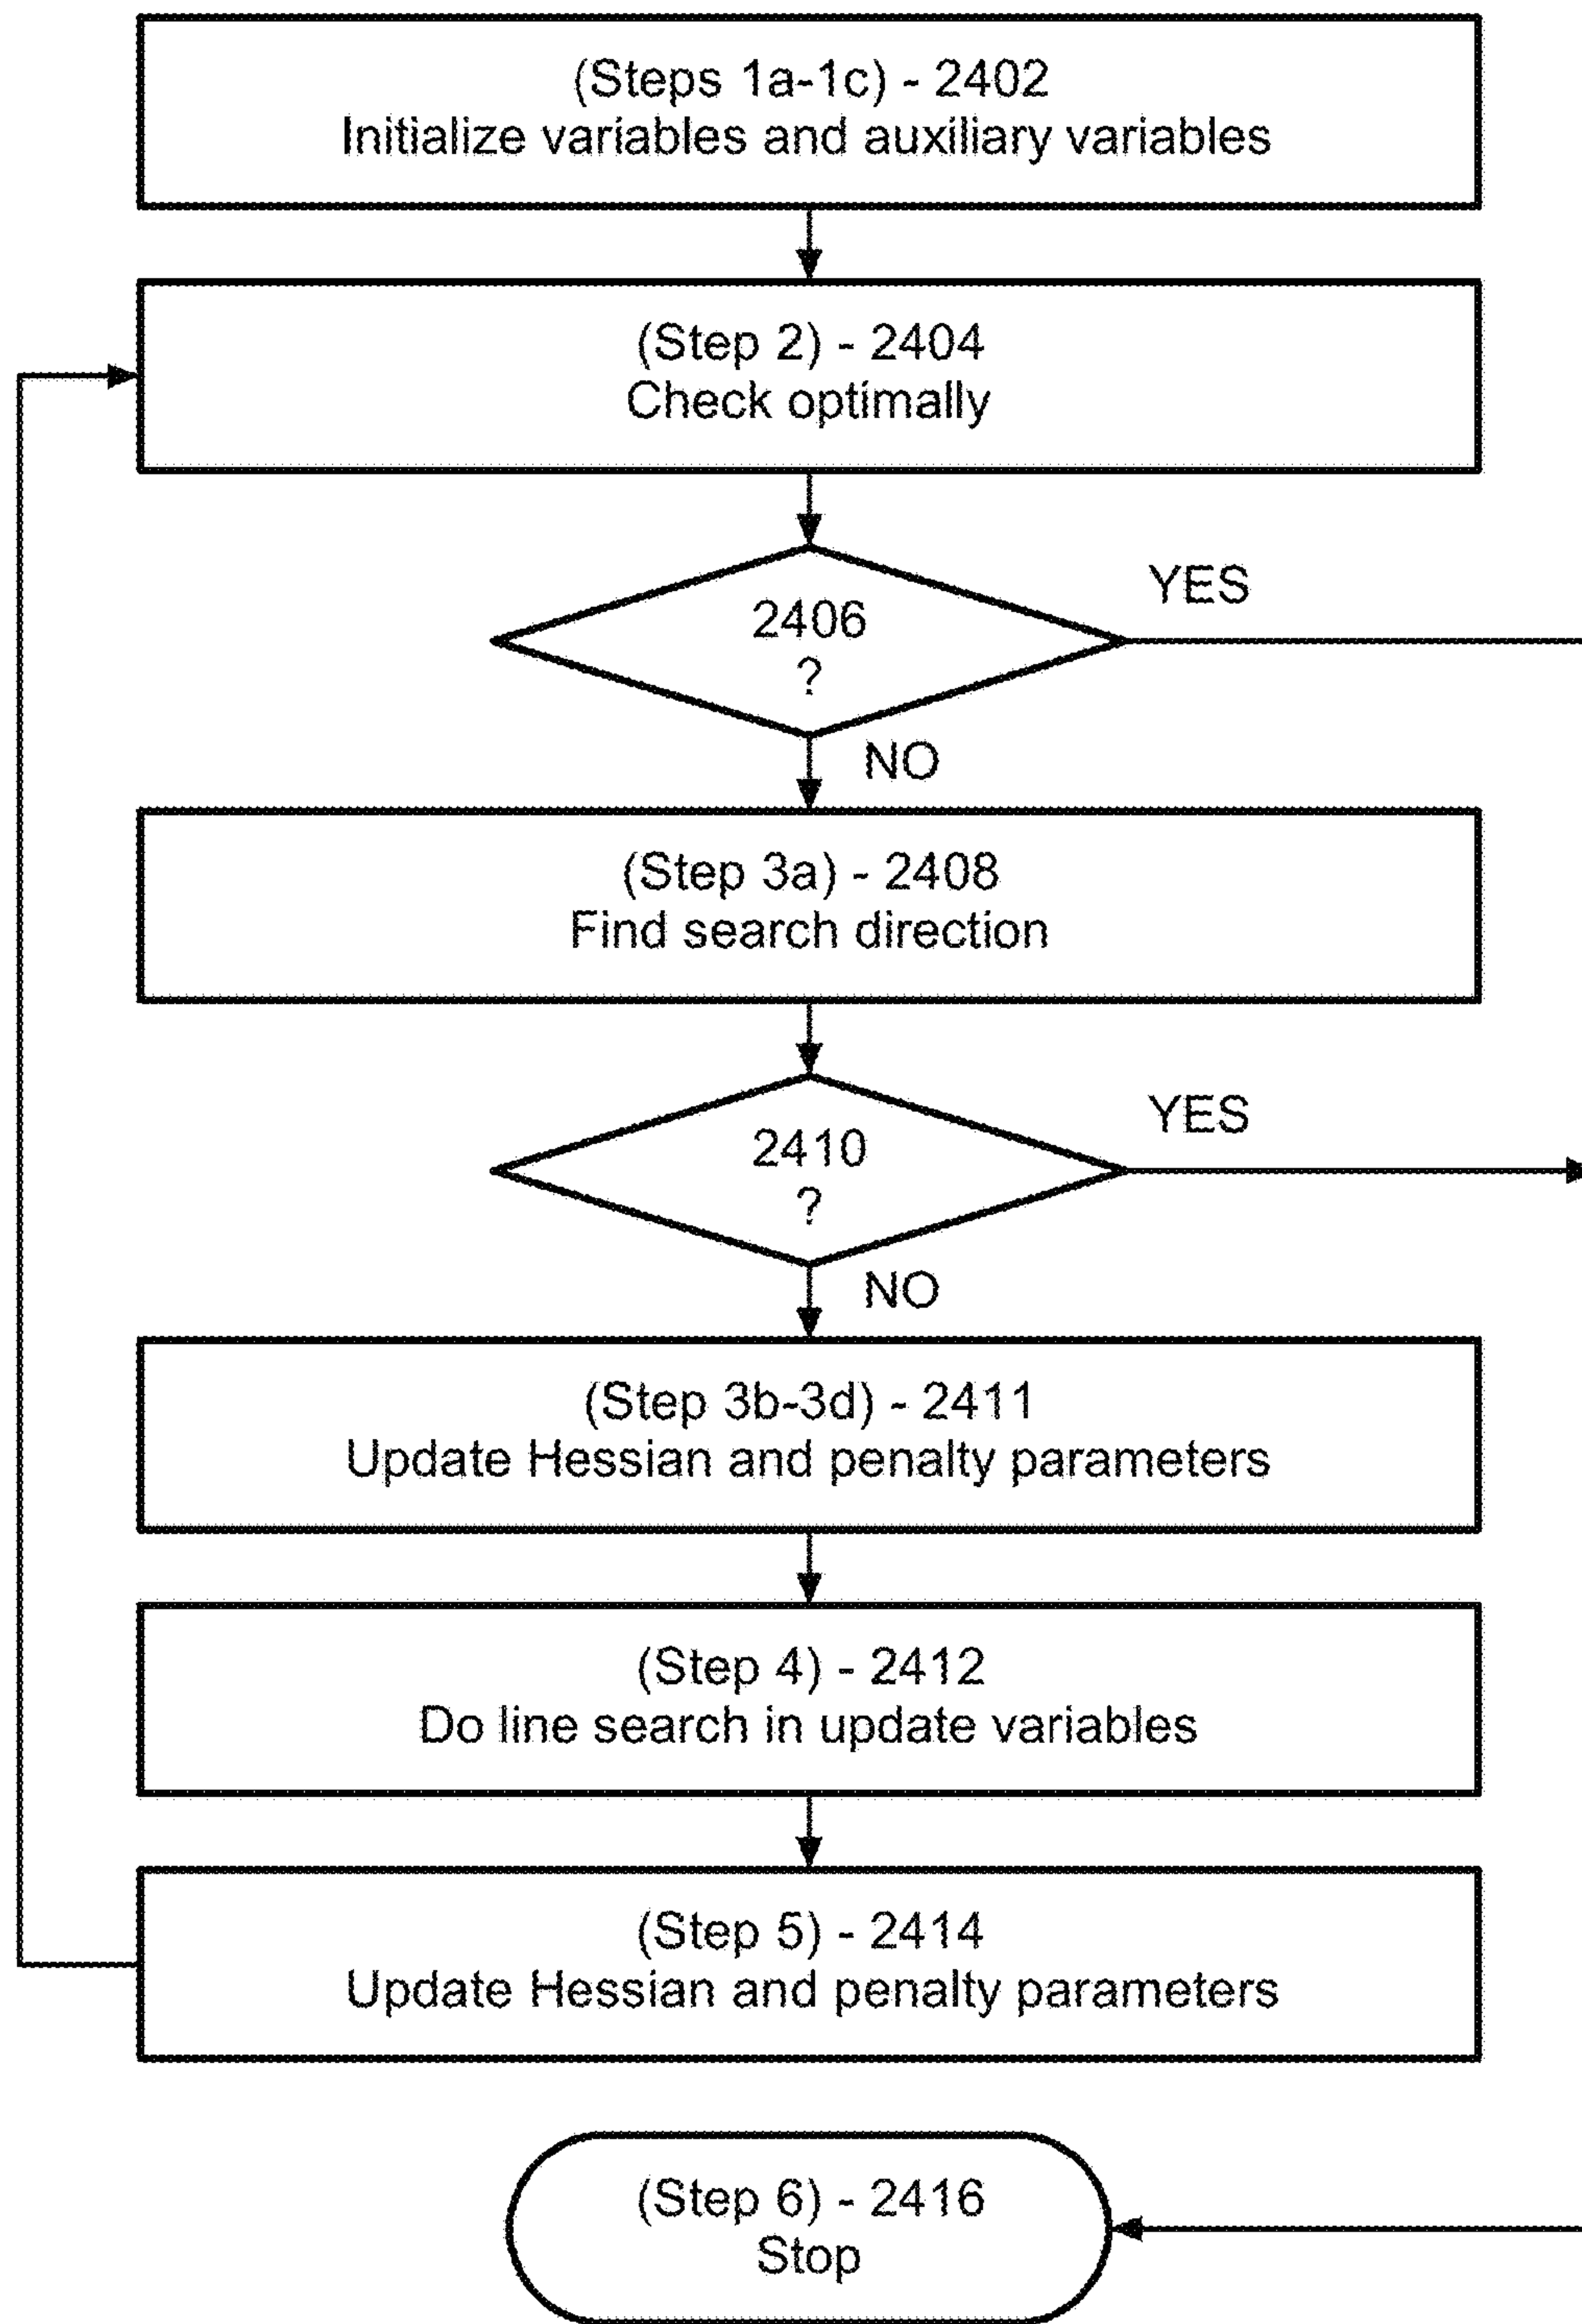 (Steps 1a-1c) - 2402
Initialize variables and auxiliary variables
(Step 2) - 2404
Check optimally
2406
?
YES
NO
(Step 3a) - 2408
Find search direction
2410
?
YES
NO
(Step 3b-3d) - 2411
Update Hessian and penalty parameters
(Step 4) - 2412
Do line search in update variables
(Step 5) - 2414
Update Hessian and penalty parameters
(Step 6) - 2416
Stop